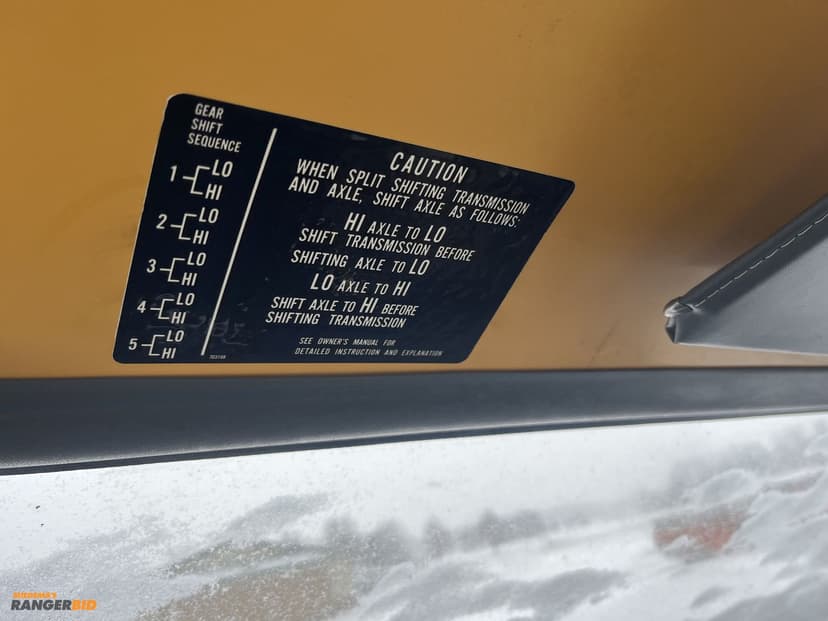 GEAR
SHIFT
SEQUENCE
1 LO
HI
2 LO
HI
3 LO
HI
4 LO
HI
5 LO
HI
CAUTION
WHEN SPLIT SHIFTING TRANSMISSION
AND AXLE, SHIFT AXLE AS FOLLOWS:
HI AXLE TO LO
SHIFT TRANSMISSION BEFORE
SHIFTING AXLE TO LO
LO AXLE TO HI
SHIFT AXLE TO HI BEFORE
SHIFTING TRANSMISSION
SEE OWNER'S MANUAL FOR
DETAILED INSTRUCTION AND EXPLANATION
RANGERBID